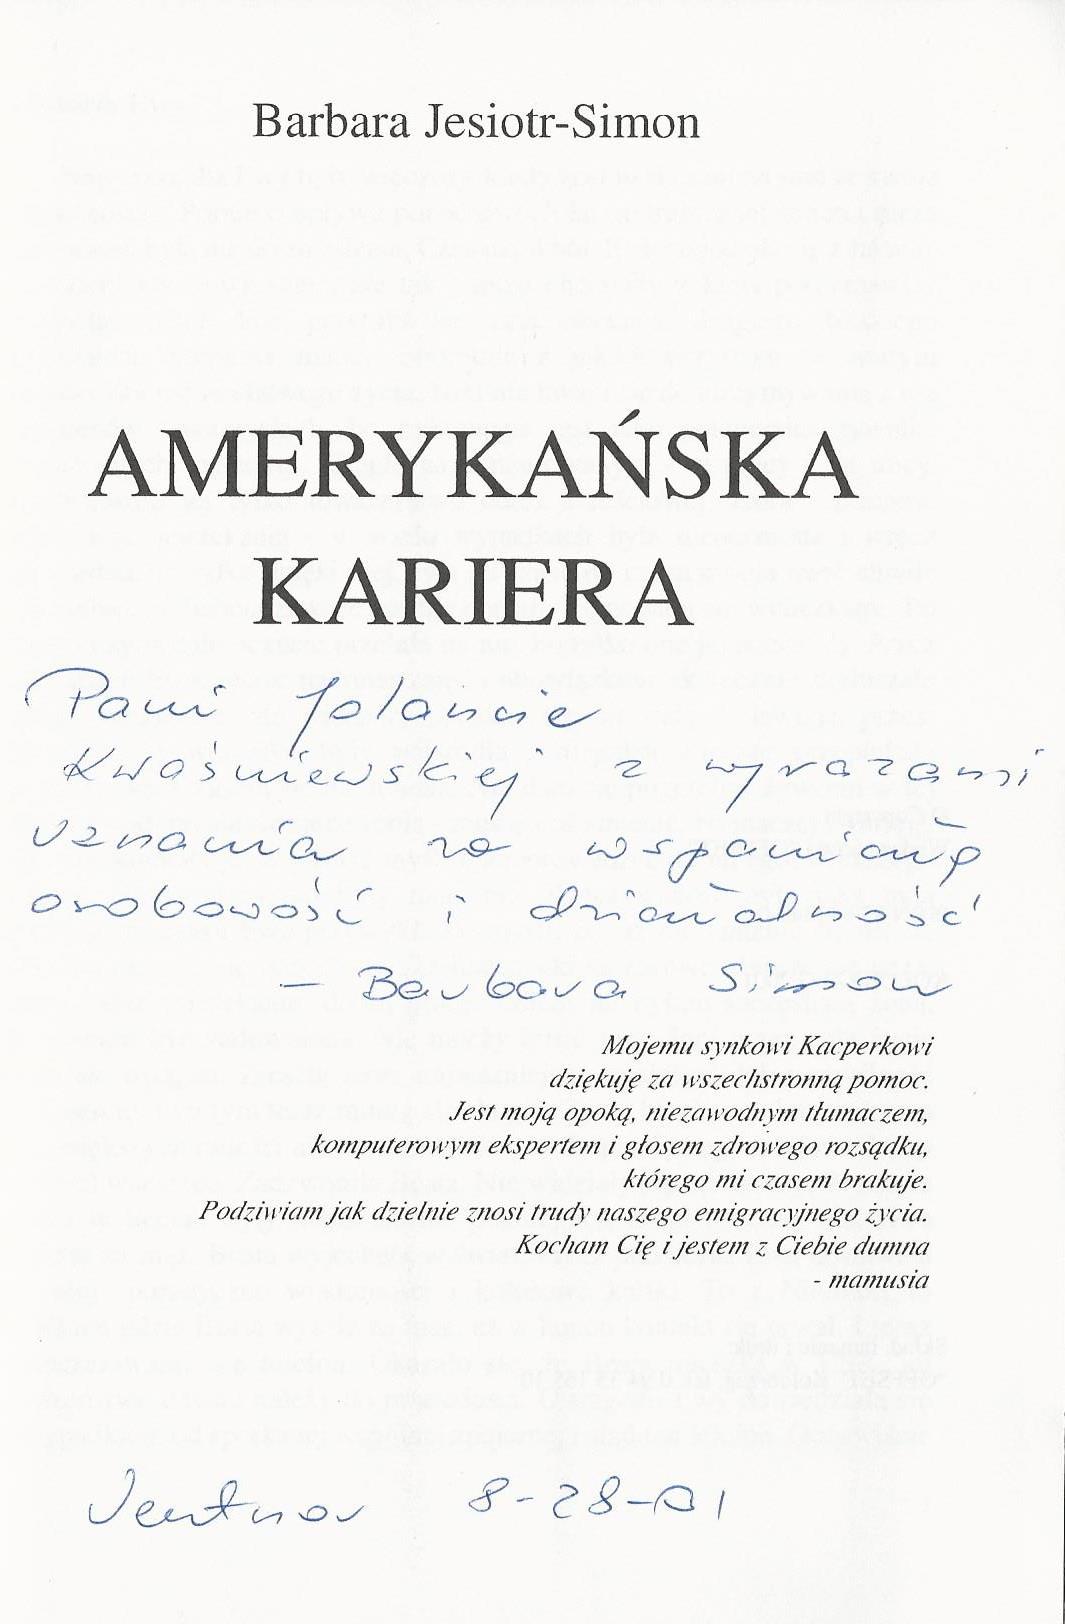 Barbara Jesiotr-Simon
AMERYKAŃSKA
KARIERA
Pani Jolancie
Kwaśniewskiej z wyrazami
uznania za wspaniałą
osobowość i działalność
- Barbara Simon
Mojemu synkowi Kacperkowi
dziękuję za wszechstronną pomoc.
Jest moją opoką, niezawodnym tłumaczem,
komputerowym ekspertem i głosem zdrowego rozsądku,
którego mi czasem brakuje.
Podziwiam jak dzielnie znosi trudy naszego emigracyjnego życia.
Kocham Cię i jestem z Ciebie dumna
- mamusia
Ventnor 8-28-01